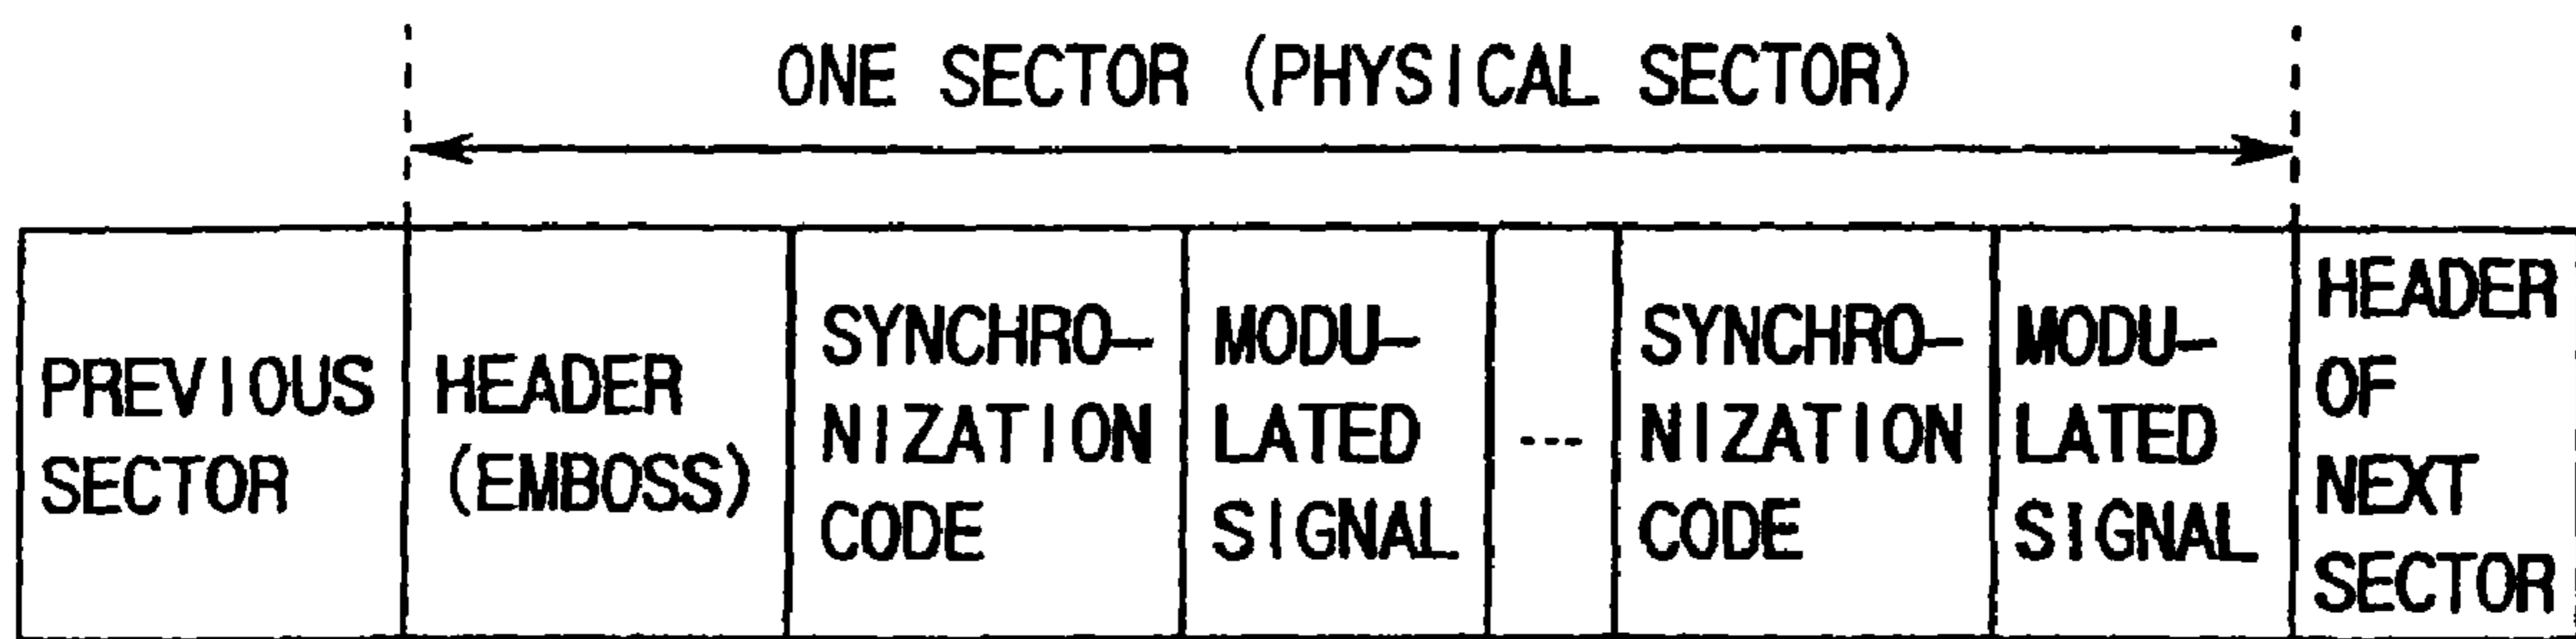 ONE SECTOR (PHYSICAL SECTOR)
PREVIOUS
SECTOR
HEADER
(EMBOSS)
SYNCHRO-
NIZATION
CODE
MODU-
LATED
SIGNAL
---
SYNCHRO-
NIZATION
CODE
MODU-
LATED
SIGNAL
HEADER
OF
NEXT
SECTOR